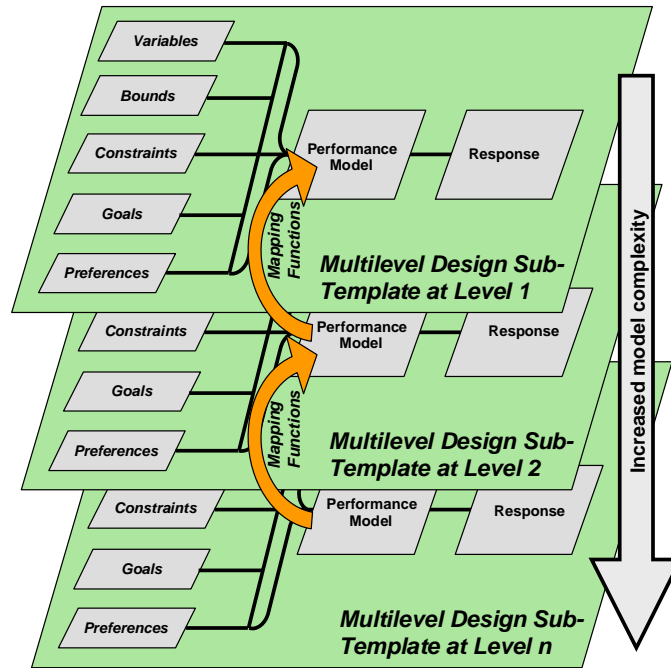 Variables
Bounds
Constraints
Goals
Preferences
Performance
Model
Response
Mapping
Functions
Multilevel Design Sub-
Template at Level 1
Constraints
Goals
Preferences
Performance
Model
Response
Mapping
Functions
Multilevel Design Sub-
Template at Level 2
Constraints
Goals
Preferences
Performance
Model
Response
Multilevel Design Sub-
Template at Level n
Increased model complexity